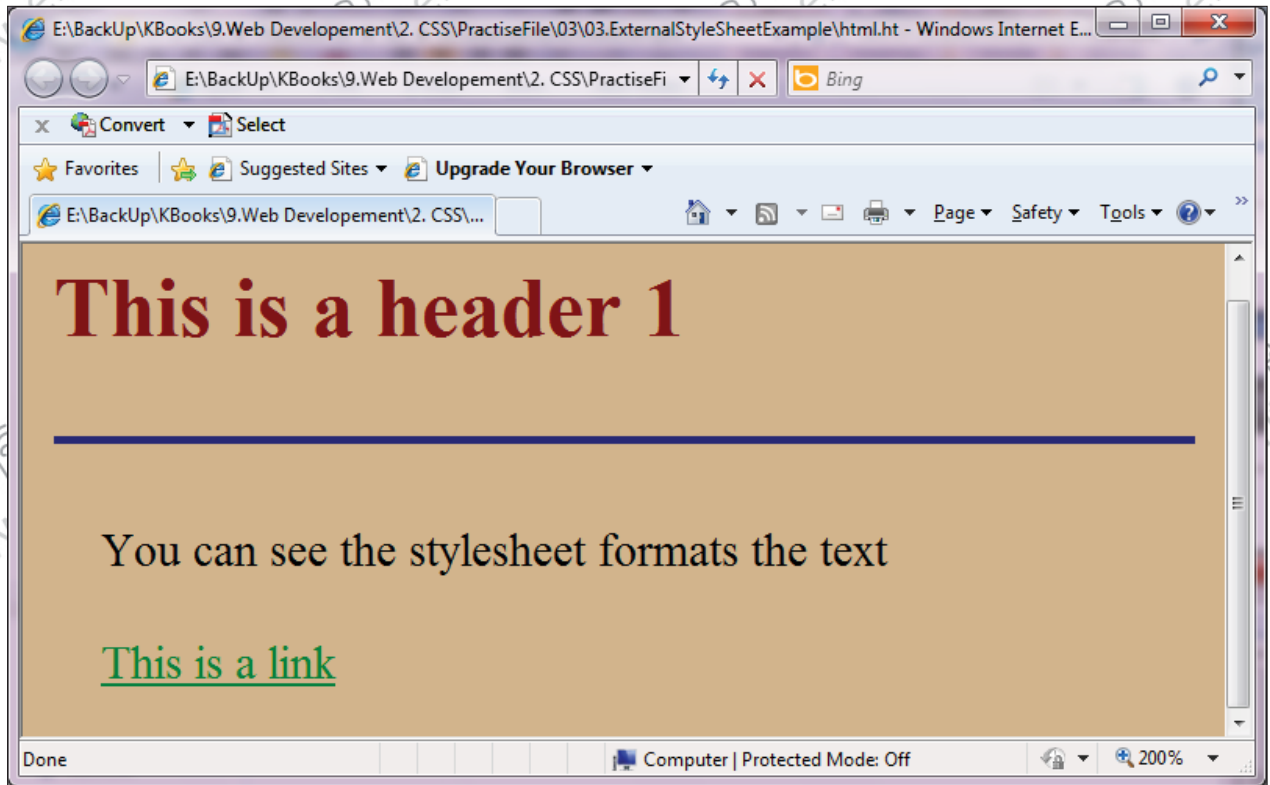 E:\BackUp\KBooks\9.Web Developement\2. CSS\PractiseFile\03\03.ExternalStyleSheetExample\html.ht - Windows Internet E...
E:\BackUp\KBooks\9.Web Developement\2. CSS\PractiseFi
Bing
x Convert Select
Favorites Suggested Sites Upgrade Your Browser
E:\BackUp\KBooks\9.Web Developement\2. CSS\... Page Safety Tools
This is a header 1
You can see the stylesheet formats the text
This is a link
Done Computer | Protected Mode: Off 200%